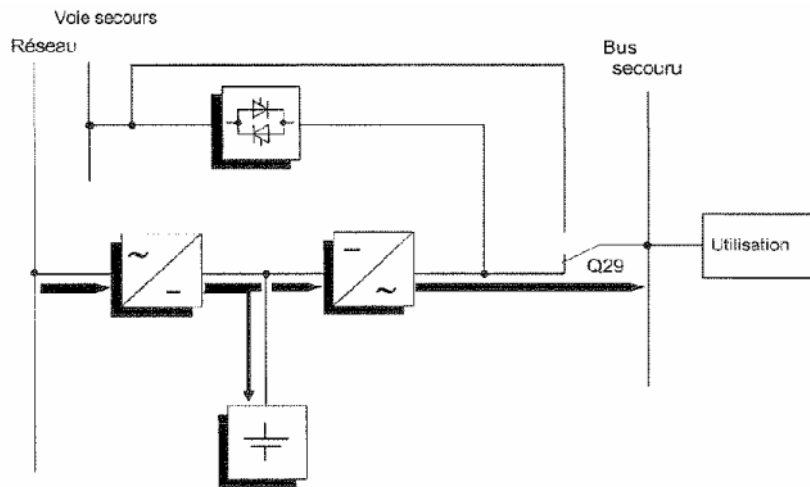 Voie secours
Réseau
Bus
secouru
Q29
Utilisation